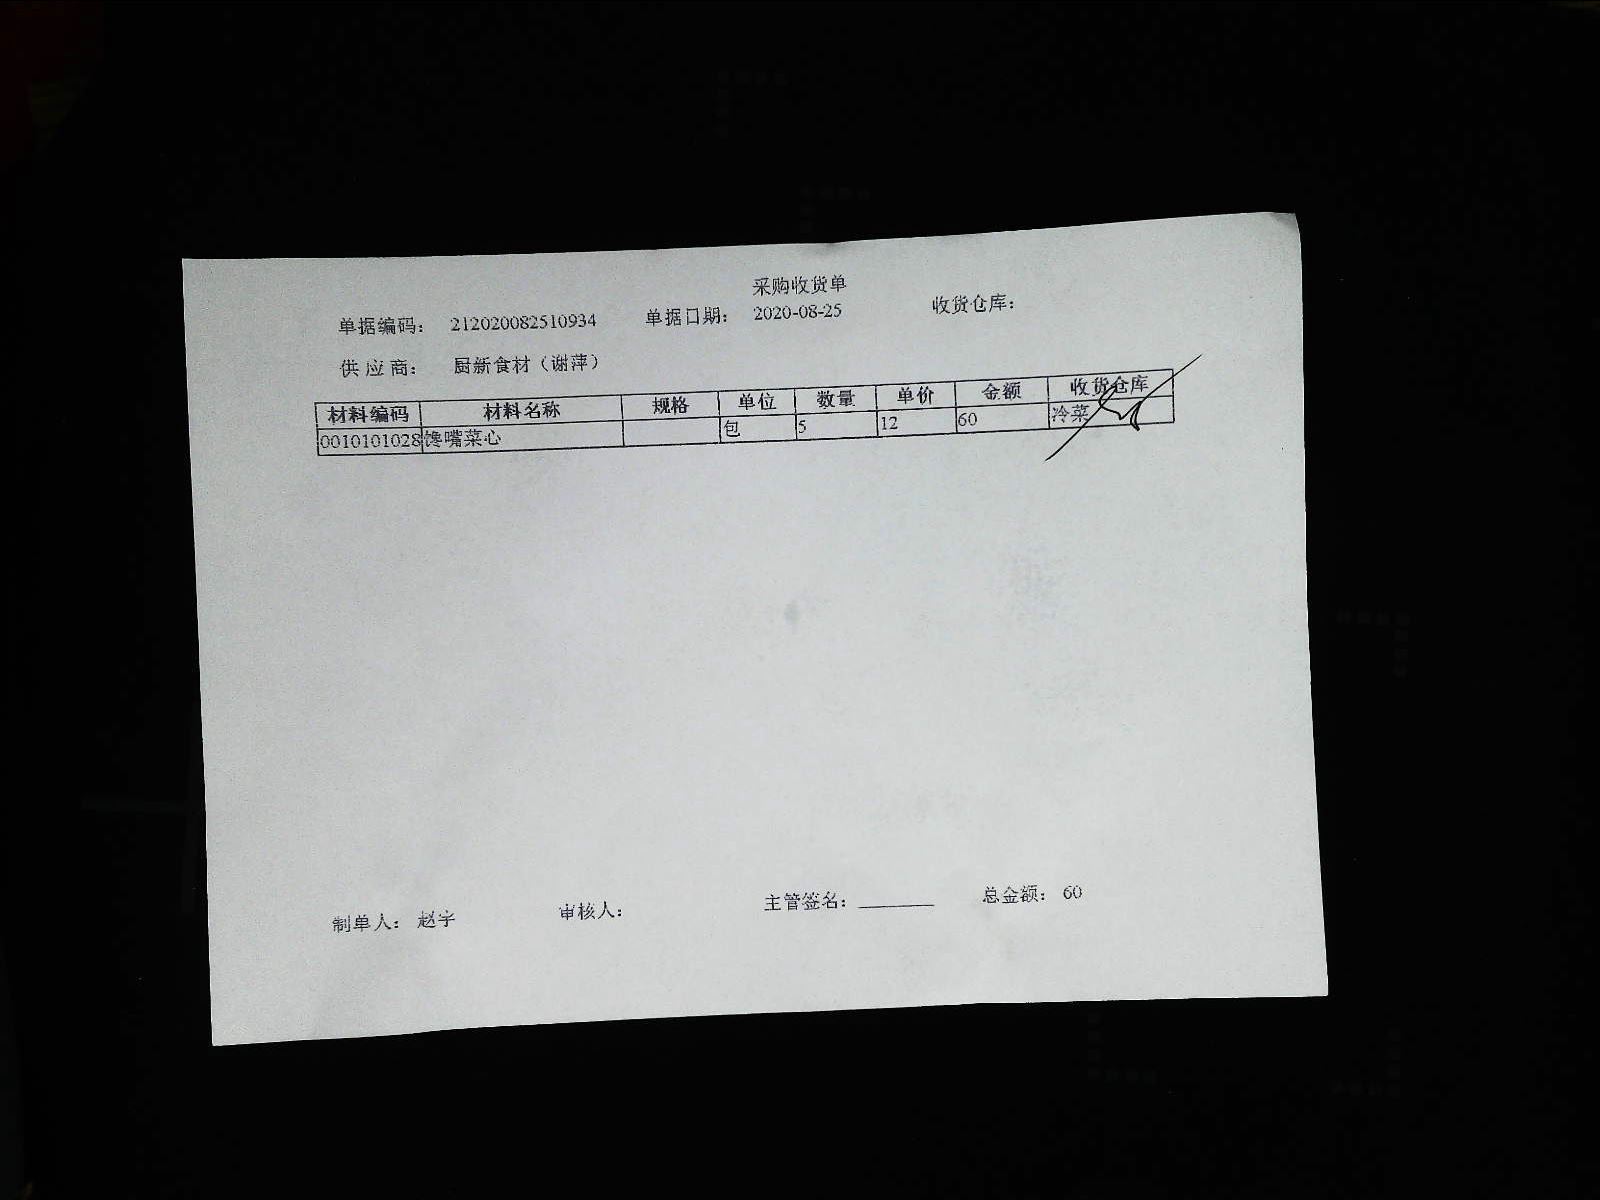 采购收货单
单据编码： 212020082510934 单据日期： 2020-08-25 收货仓库：
供应商： 厨新食材（谢萍）
材料编码 材料名称 规格 单位 数量 单价 金额 收货仓库
0010101028 馋嘴菜心 包 5 12 60 冷菜
制单人： 赵宇 审核人： 主管签名： 总金额： 60